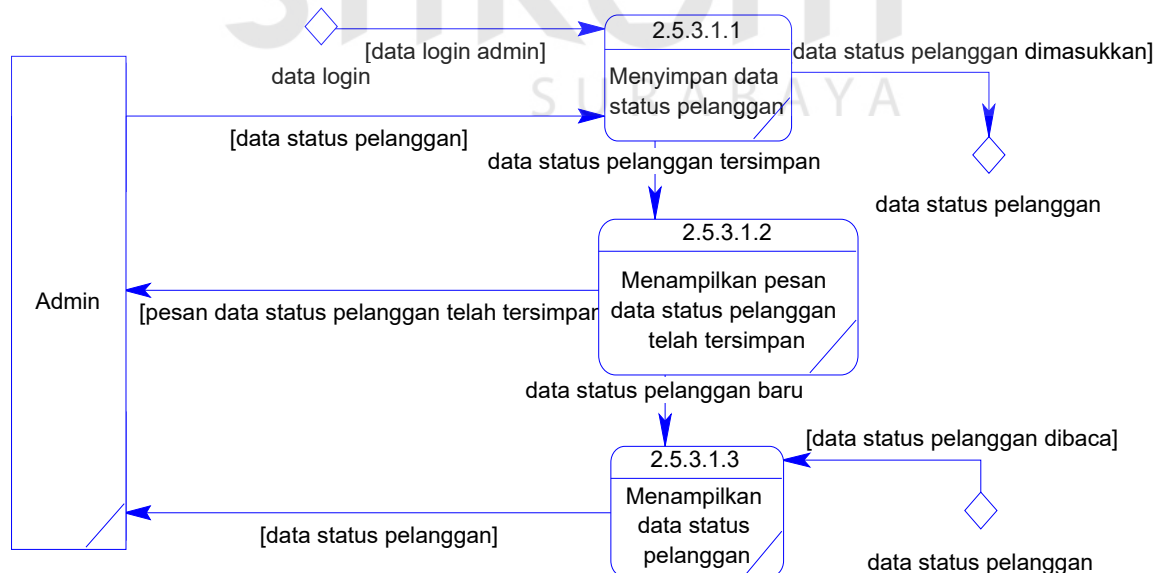 2.5.3.1.1
[data login admin]
data status pelanggan dimasukkan]
data login
Menyimpan data
status pelanggan
SURABAYA
[data status pelanggan]
data status pelanggan tersimpan
data status pelanggan
2.5.3.1.2
Menampilkan pesan
data status pelanggan
telah tersimpan
Admin
[pesan data status pelanggan telah tersimpan
data status pelanggan baru
[data status pelanggan dibaca]
2.5.3.1.3
Menampilkan
data status
pelanggan
[data status pelanggan]
data status pelanggan